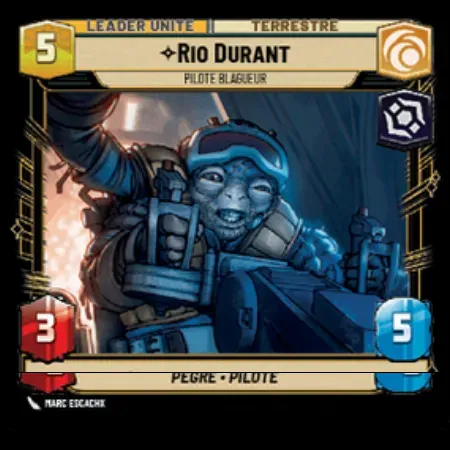 LEADER UNITÉ || TERRESTRE
5
RIO DURANT
PILOTE BLAGUEUR
3
5
PÈGRE • PILOTE
MARC ESCACHX